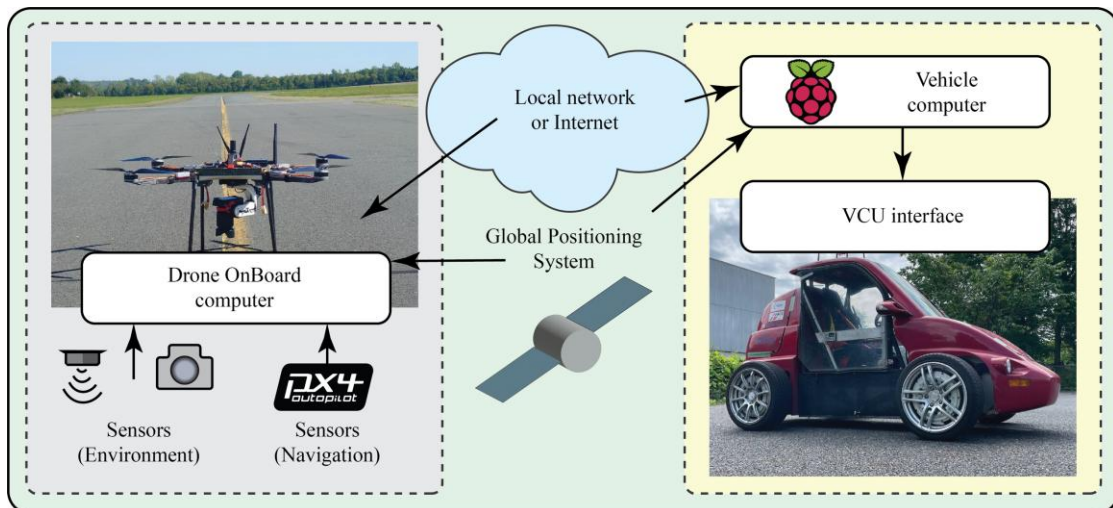 Local network
or Internet
Vehicle
computer
VCU interface
Global Positioning
System
Drone OnBoard
computer
px4
autopilot
Sensors
(Environment)
Sensors
(Navigation)